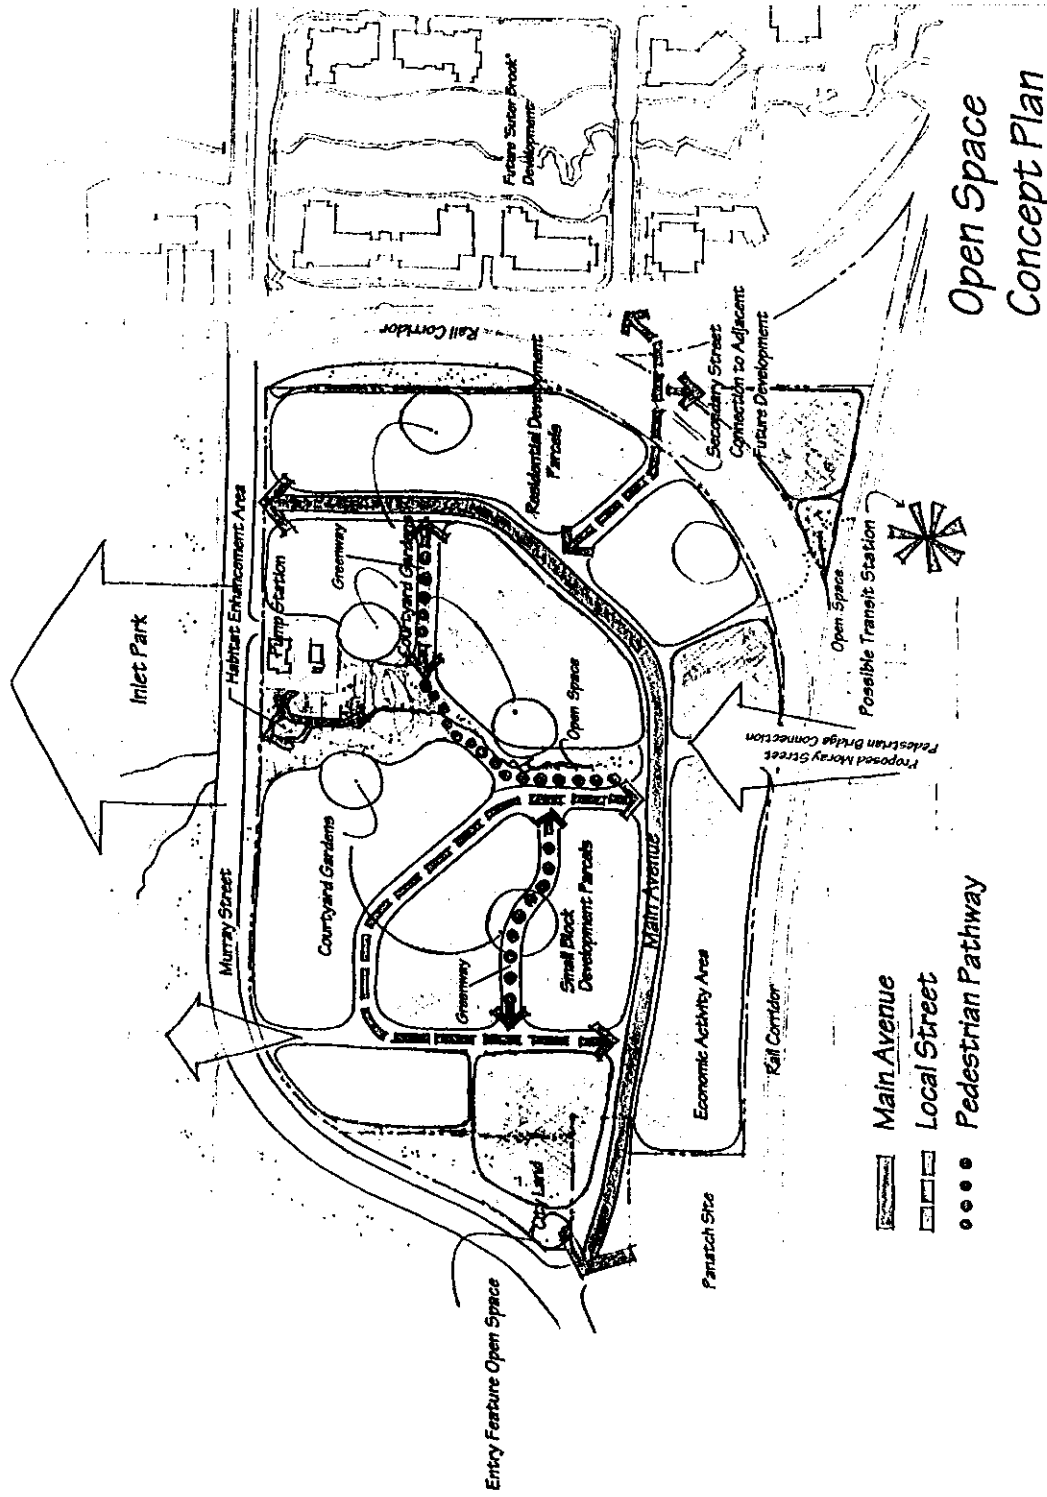 Inlet Park
Murray Street
Habitat Enhancement Area
Pump Station
Rail Corridor
Future "Suter Brook"
Development
Courtyard Gardens
Courtyard Gardens
Greenway
Greenway
Residential Development
Parcels
Open Space
Small Block
Development Parcels
City Land
Entry Feature Open Space
Main Avenue
Secondary Street
Connection to Adjacent
Future Development
Economic Activity Area
Panatch Site
Rail Corridor
Proposed Moray Street
Pedestrian Bridge Connection
Open Space
Possible Transit Station
Main Avenue
Local Street
Pedestrian Pathway
Open Space
Concept Plan